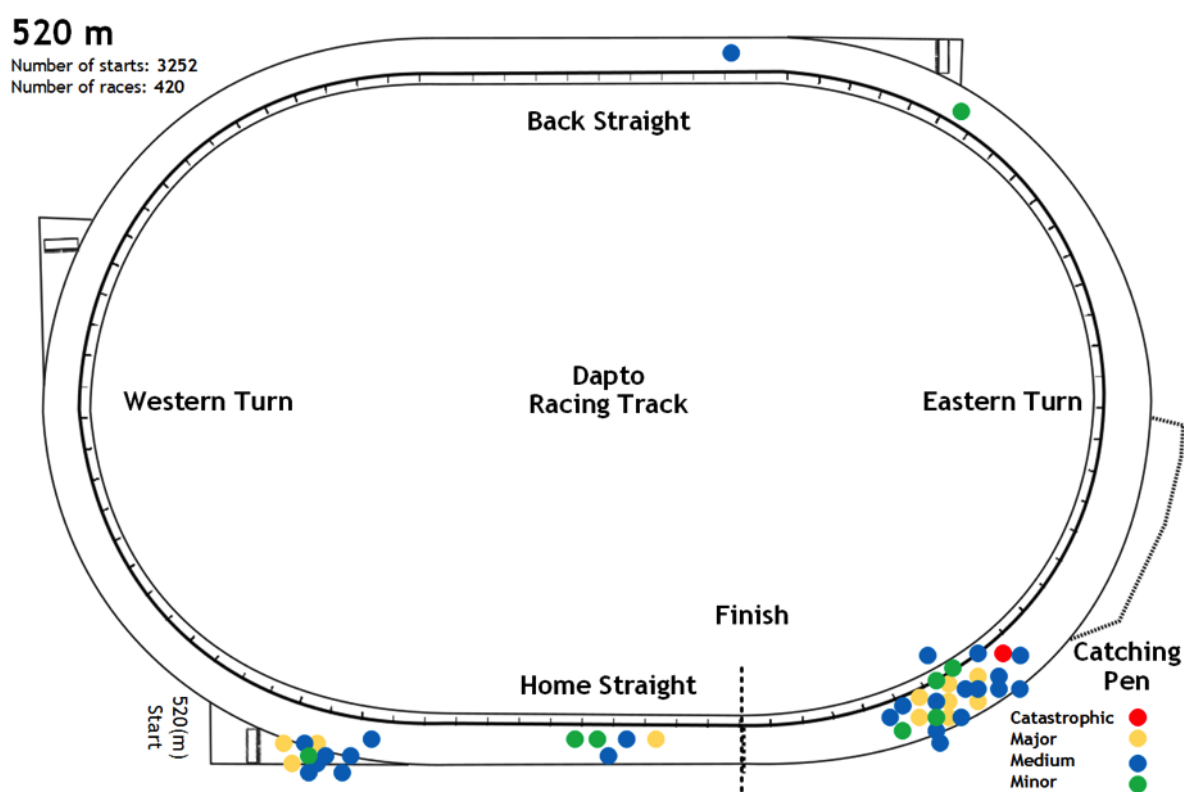 520 m
Number of starts: 3252
Number of races: 420
Back Straight
Western Turn
Dapto
Racing Track
Eastern Turn
Finish
Home Straight
520(m)
Start
Catching
Pen
Catastrophic
Major
Medium
Minor